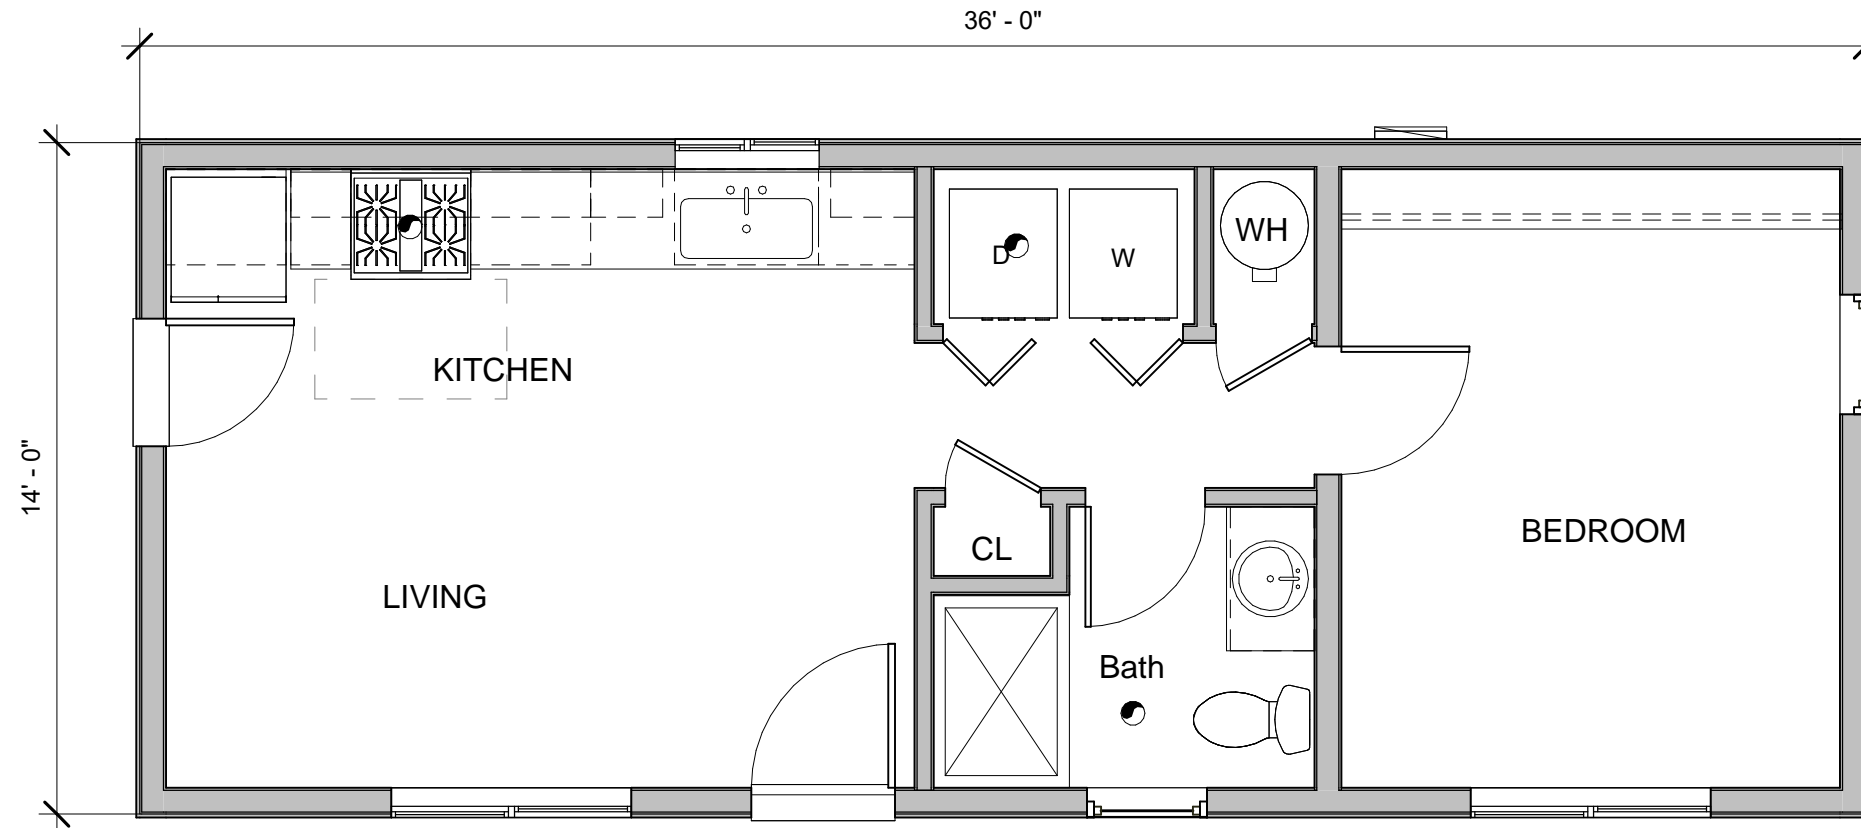 36' - 0"
14' - 0"
D
W
WH
KITCHEN
BEDROOM
CL
LIVING
Bath